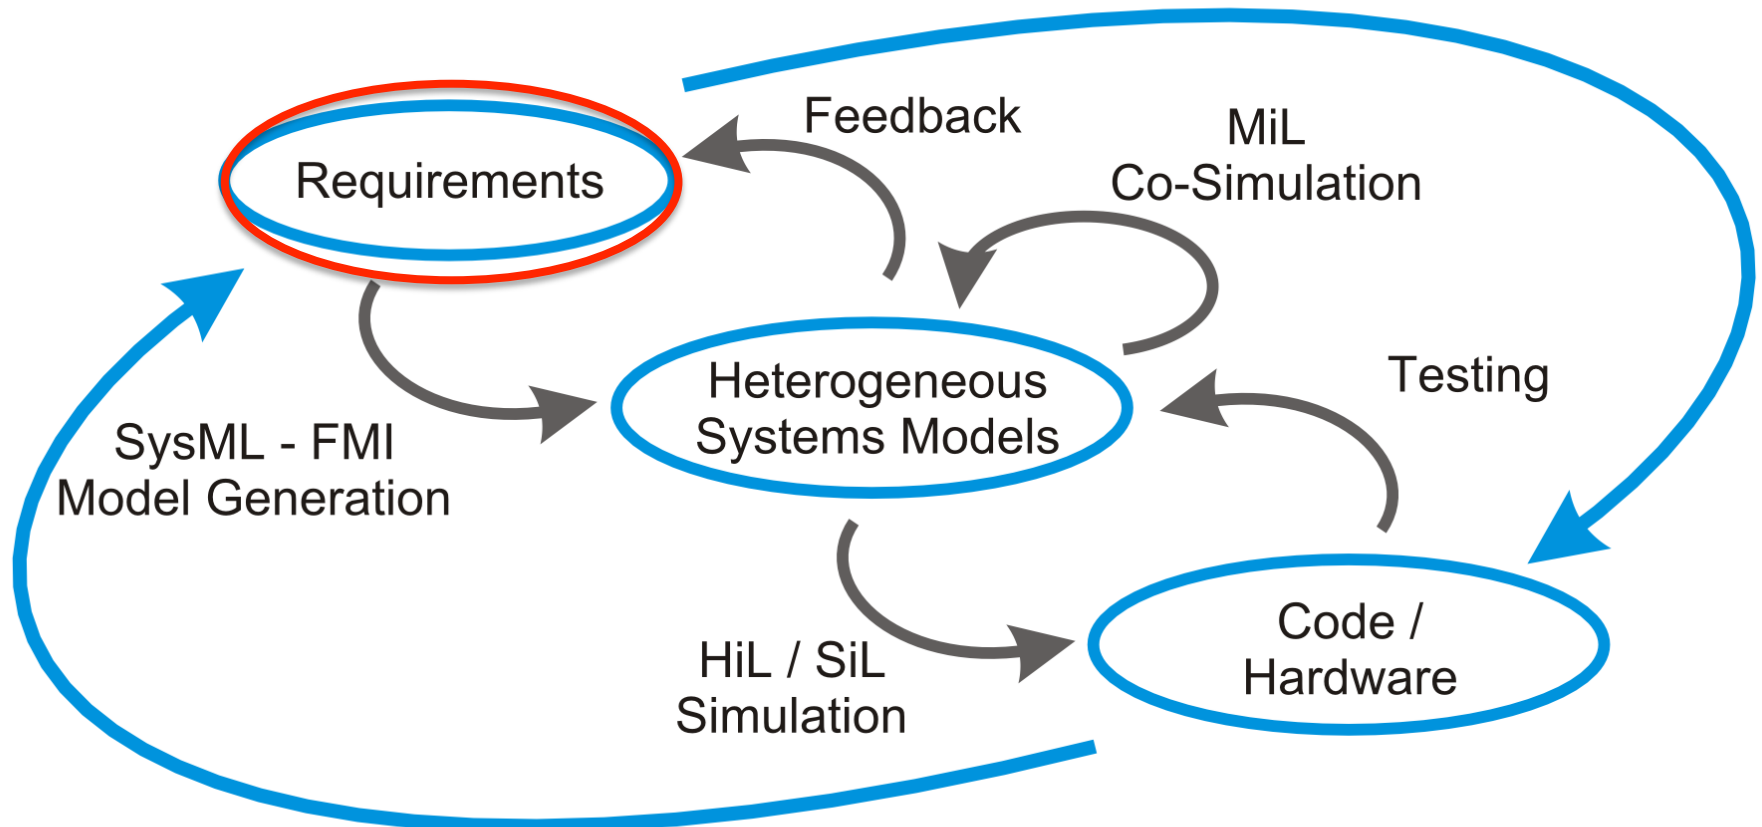 Feedback
MiL
Co-Simulation
Requirements
Heterogeneous
Systems Models
Testing
SysML - FMI
Model Generation
HiL / SiL
Simulation
Code /
Hardware